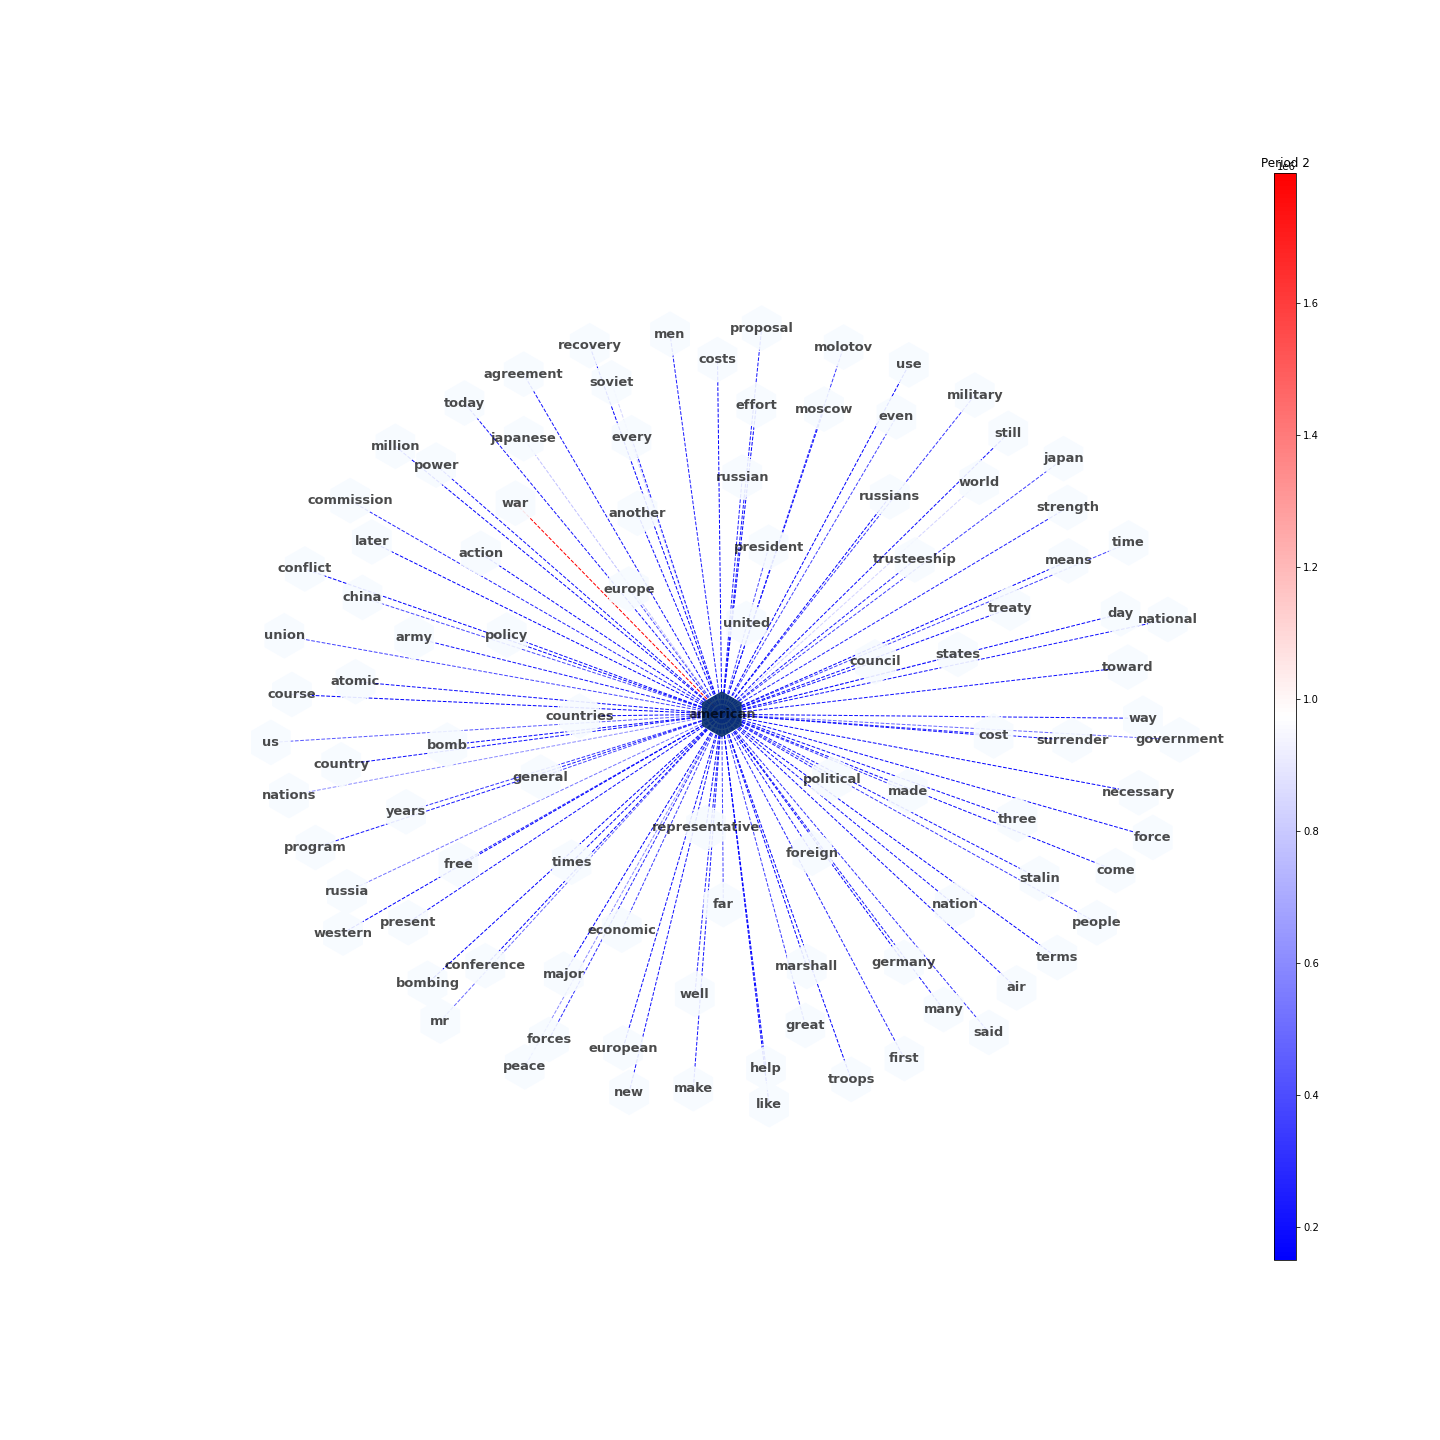 Period 2
1e6
proposal
men
recovery
molotov
costs
use
agreement
soviet
military
today
effort
moscow
even
still
japanese
every
million
japan
power
russian
world
russians
commission
war
strength
another
later
time
president
action
trusteeship
means
conflict
europe
china
treaty
day
national
united
union
army
policy
states
council
toward
atomic
course
american
countries
way
us
bomb
cost
surrender
government
country
general
political
nations
made
necessary
years
three
representative
force
program
free
times
foreign
come
stalin
russia
far
nation
present
people
western
economic
terms
conference
major
marshall
germany
bombing
well
air
many
mr
great
said
forces
european
first
peace
help
troops
new
make
like
1.6
1.4
1.2
1.0
0.8
0.6
0.4
0.2